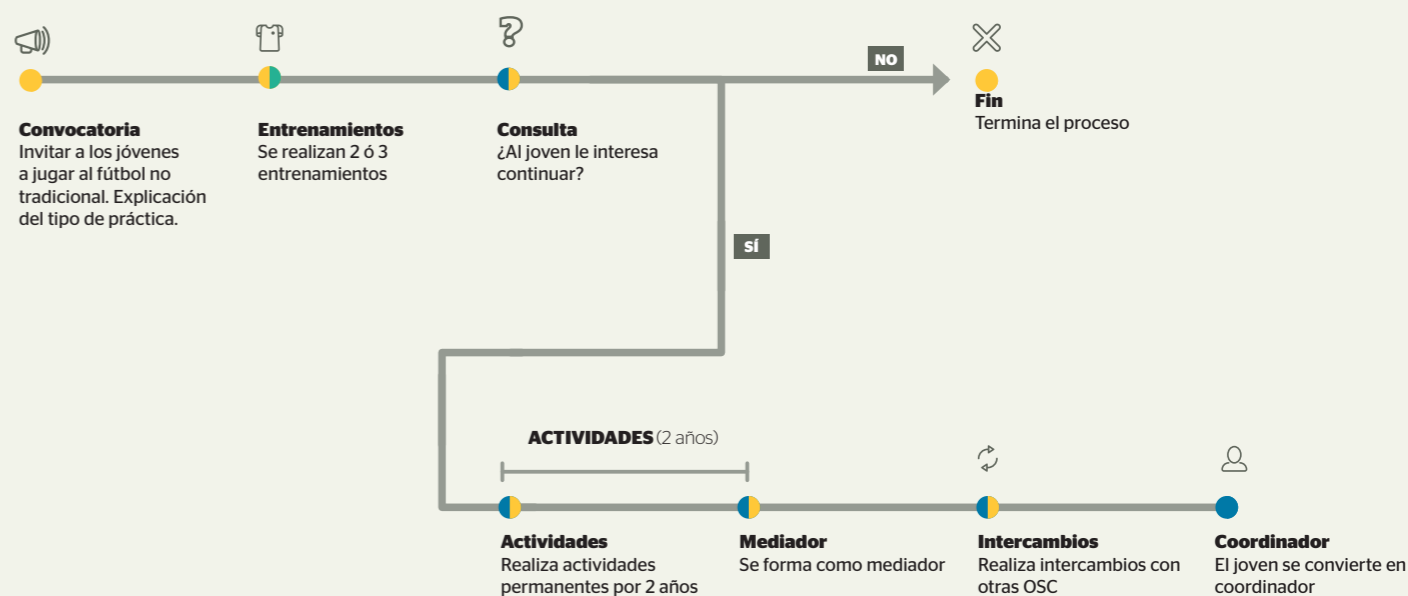 NO
Convocatoria
Invitar a los jóvenes
a jugar al fútbol no
tradicional. Explicación
del tipo de práctica.
Entrenamientos
Se realizan 2 ó 3
entrenamientos
Consulta
¿Al joven le interesa
continuar?
Fin
Termina el proceso
SÍ
ACTIVIDADES (2 años)
Actividades
Realiza actividades
permanentes por 2 años
Mediador
Se forma como mediador
Intercambios
Realiza intercambios con
otras OSC
Coordinador
El joven se convierte en
coordinador